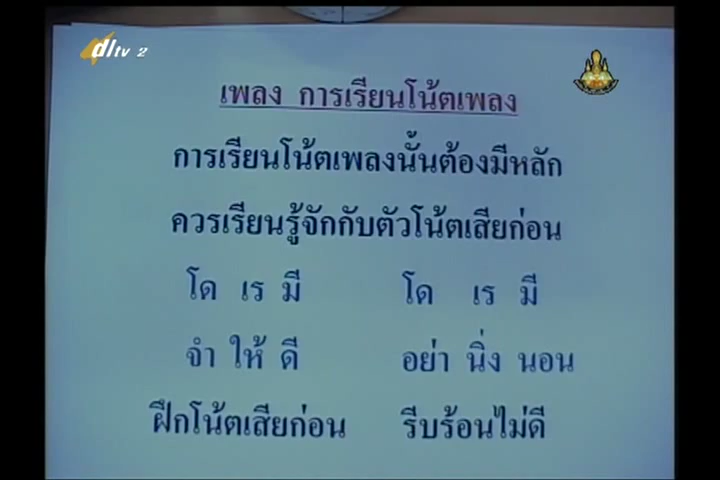 dltv 2
เพลง การเรียนโน้ตเพลง
การเรียนโน้ตเพลงนั้นต้องมีหลัก
ควรเรียนรู้จักกับตัวโน้ตเสียก่อน
โด เร มี โด เร มี
จำ ให้ ดี อย่า นิ่ง นอน
ฝึกโน้ตเสียก่อน รีบร้อนไม่ดี